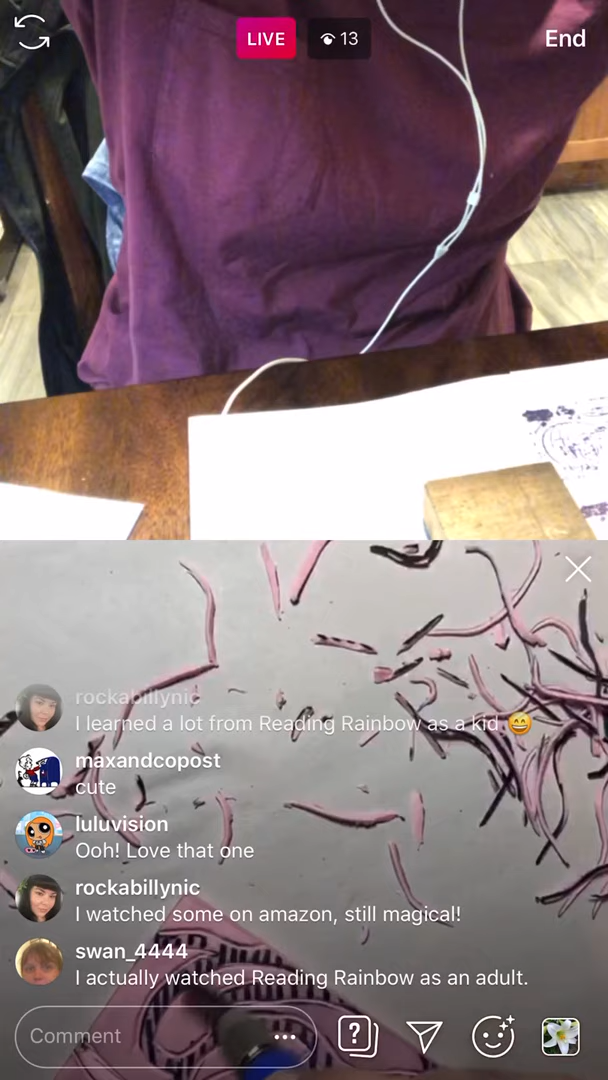 LIVE
13
End
rockabillynic
I learned a lot from Reading Rainbow as a kid 😄
maxandcopost
cute
luluvision
Ooh! Love that one
rockabillynic
I watched some on amazon, still magical!
swan_4444
I actually watched Reading Rainbow as an adult.
Comment